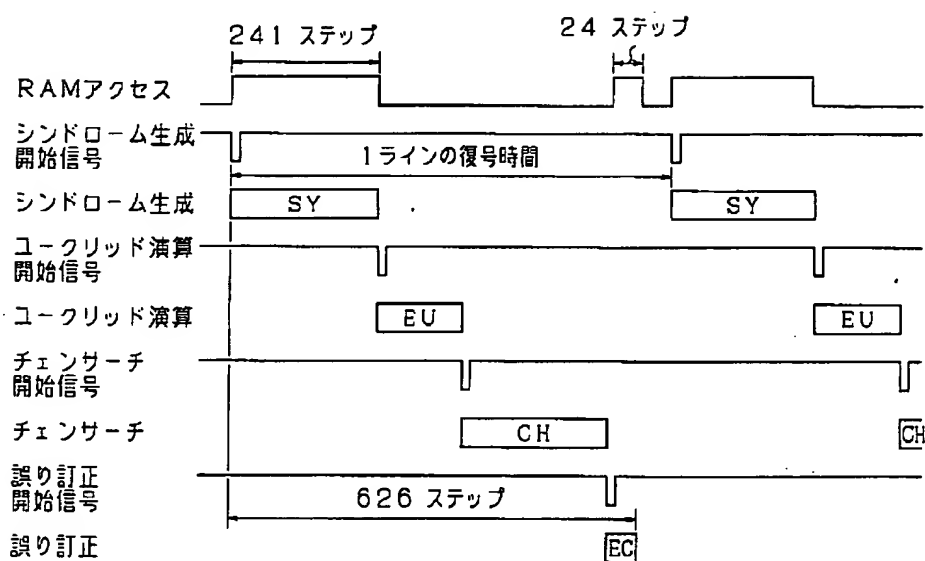 241 ステップ
24 ステップ
RAMアクセス
シンドローム生成
開始信号
1ラインの復号時間
シンドローム生成
SY
SY
ユークリッド演算
開始信号
ユークリッド演算
EU
EU
チェンサーチ
開始信号
チェンサーチ
CH
CH
誤り訂正
開始信号
626 ステップ
誤り訂正
EC